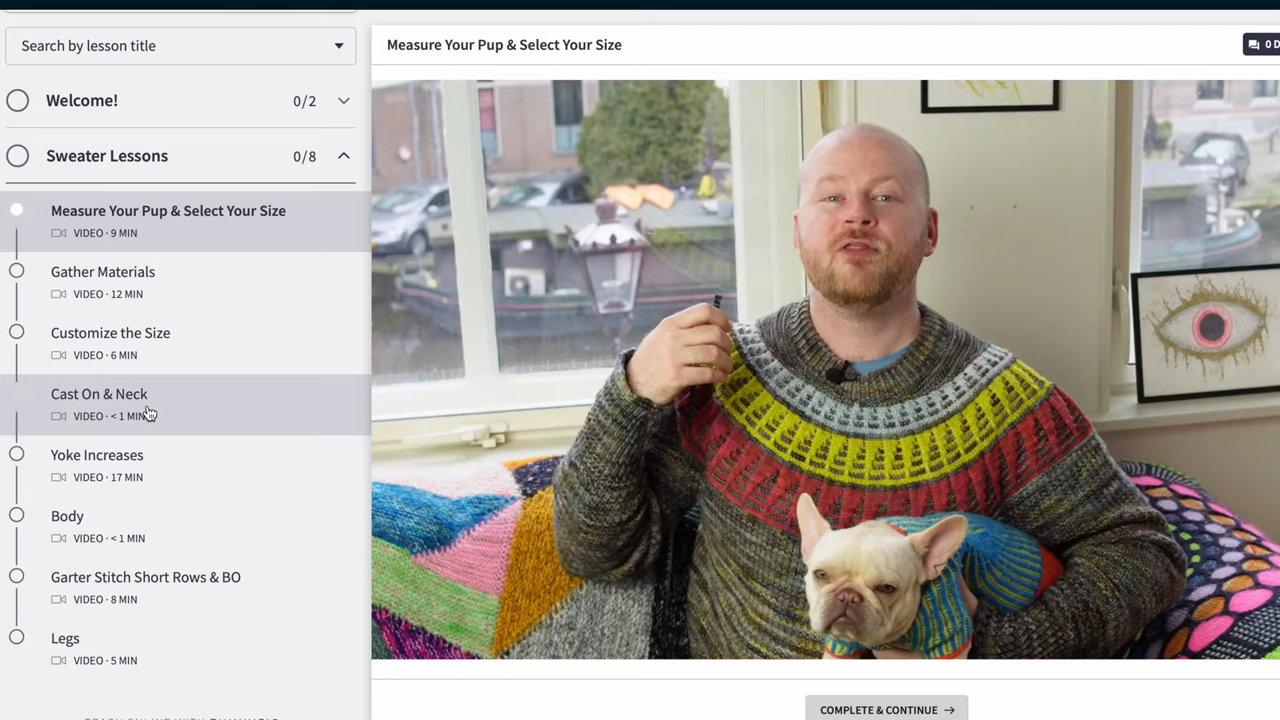 Search by lesson title
Welcome! 0/2
Sweater Lessons 0/8
Measure Your Pup & Select Your Size
VIDEO · 9 MIN
Gather Materials
VIDEO · 12 MIN
Customize the Size
VIDEO · 6 MIN
Cast On & Neck
VIDEO · < 1 MIN
Yoke Increases
VIDEO · 17 MIN
Body
VIDEO · < 1 MIN
Garter Stitch Short Rows & BO
VIDEO · 8 MIN
Legs
VIDEO · 5 MIN
Measure Your Pup & Select Your Size
0 D
COMPLETE & CONTINUE →